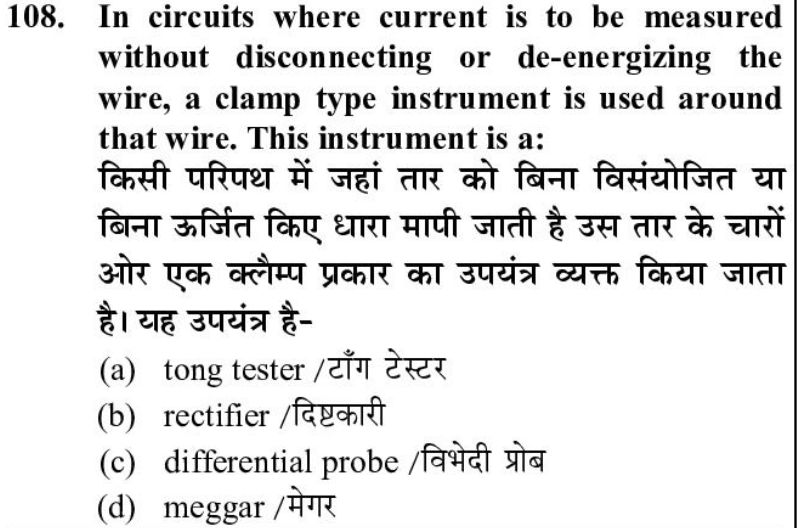 108. In circuits where current is to be measured
without disconnecting or de-energizing the
wire, a clamp type instrument is used around
that wire. This instrument is a:
किसी परिपथ में जहां तार को बिना विसंयोजित या
बिना ऊर्जित किए धारा मापी जाती है उस तार के चारों
ओर एक क्लैम्प प्रकार का उपयंत्र व्यक्त किया जाता
है। यह उपयंत्र है-
(a) tong tester /टाँग टेस्टर
(b) rectifier /दिष्टकारी
(c) differential probe /विभेदी प्रोब
(d) meggar /मेगर